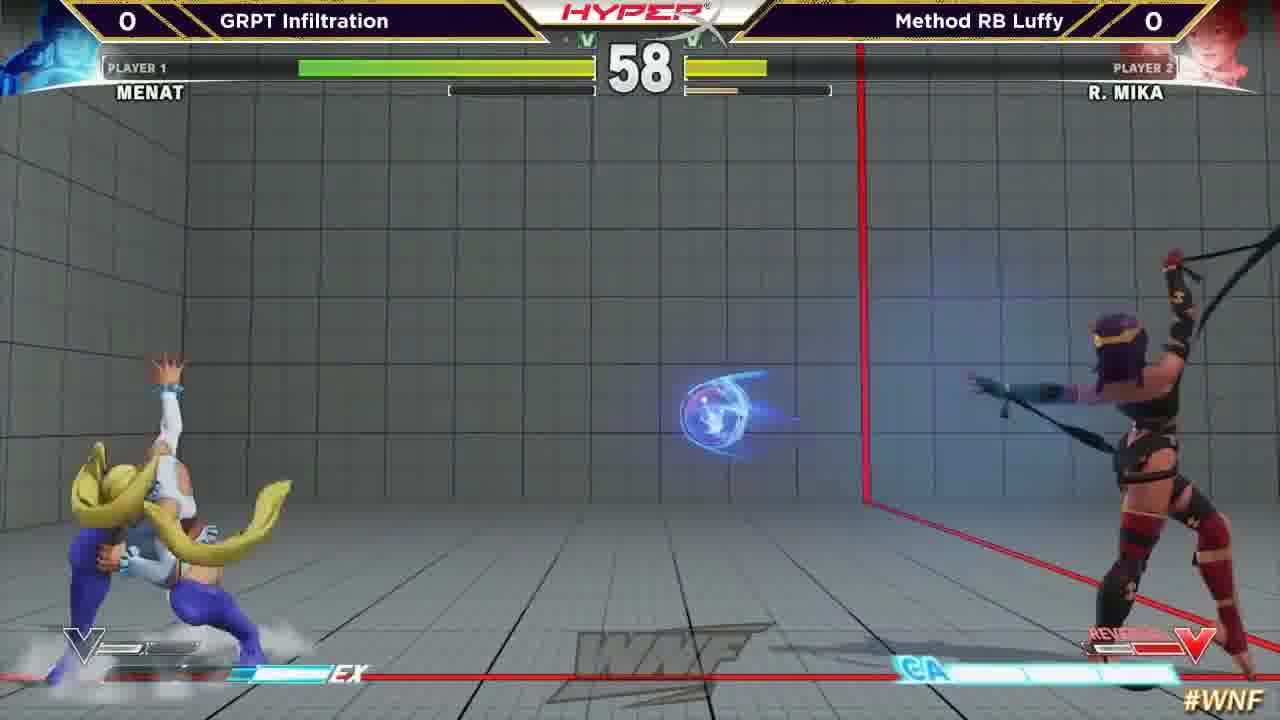 0 GRPT Infiltration HYPERX Method RB Luffy 0
V 58 V
PLAYER 1 PLAYER 2
MENAT R. MIKA
WNF
REVERSAL V
V
EX CA
#WNF